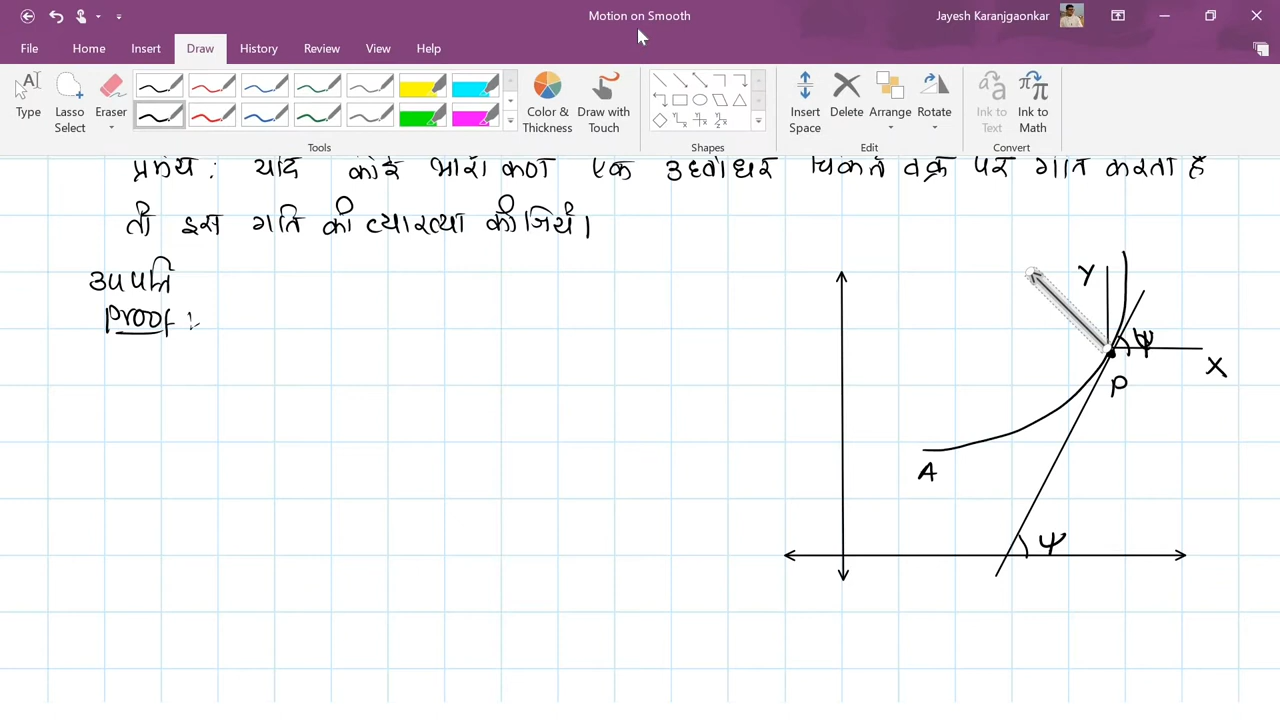 Motion on Smooth
Jayesh Karanjgaonkar
File Home Insert Draw History Review View Help
Type
Lasso Select
Eraser
Color & Thickness
Draw with Touch
Insert Space
Delete
Arrange
Rotate
Ink to Text
Ink to Math
Tools
Shapes
Edit
Convert
प्रमेय : यदि कोई भारी कण एक उर्ध्वाधर चिकने वक्र पर गति करता है
तो इस गति की व्याख्या कीजिये।
उपपत्ति
Proof :
Y
ψ
X
P
A
ψ